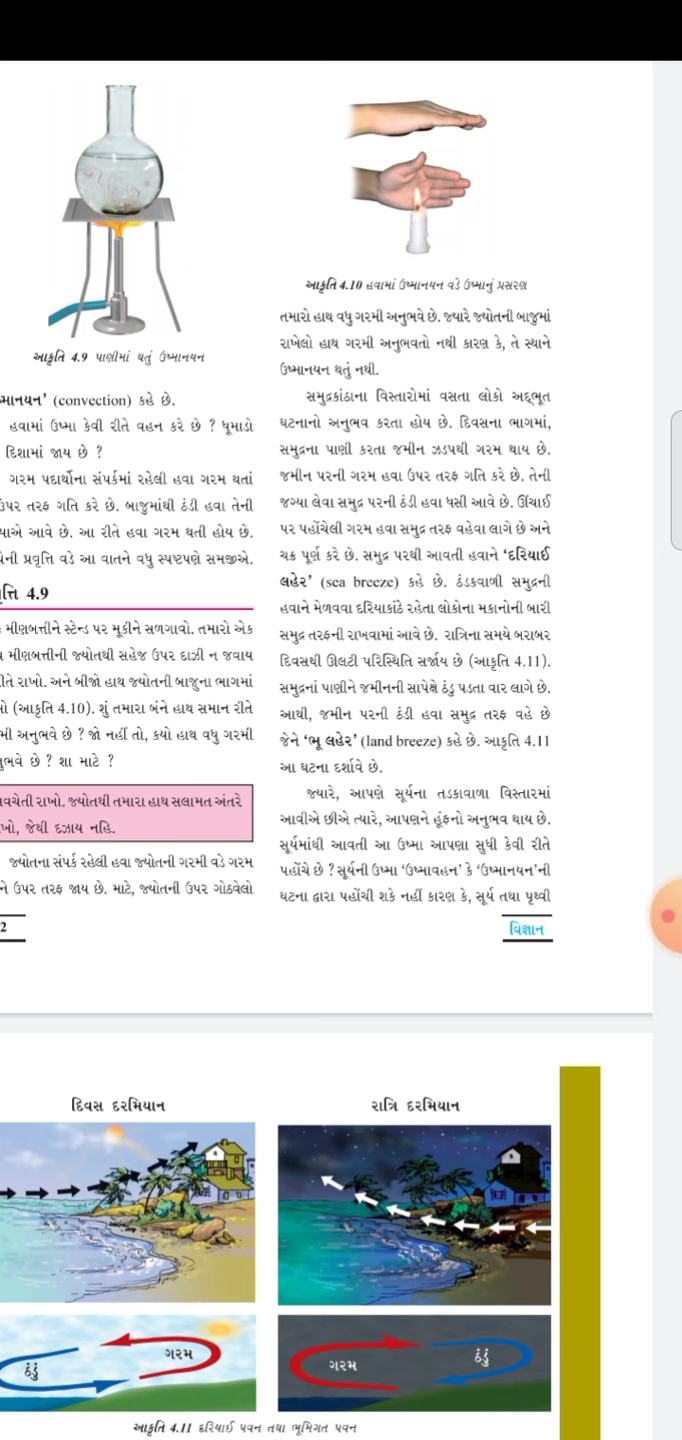 આકૃતિ 4.9 પાણીમાં થતું ઉષ્માનયન
(convection) કહે છે.
હવામાં ઉષ્મા કેવી રીતે વહન કરે છે ? ધૂમાડો
દિશામાં જાય છે ?
ગરમ પદાર્થોના સંપર્કમાં રહેલી હવા ગરમ થતાં
ઉપર તરફ ગતિ કરે છે. બાજુમાંથી ઠંડી હવા તેની
આવે છે. આ રીતે હવા ગરમ થતી હોય છે.
પ્રવૃત્તિ વડે આ વાતને વધુ સ્પષ્ટપણે સમજીએ.
4.9
મીણબત્તીને સ્ટેન્ડ પર મૂકીને સળગાવો. તમારો એક
મીણબત્તીની જ્યોતથી સહેજ ઉપર દાઝી ન જવાય
રાખો. અને બીજો હાથ જ્યોતની બાજુના ભાગમાં
(આકૃતિ 4.10). શું તમારા બંને હાથ સમાન રીતે
અનુભવે છે ? જો નહીં તો, કયો હાથ વધુ ગરમી
છે ? શા માટે ?
રાખો. જ્યોતથી તમારા હાથ સલામત અંતરે
જેથી દઝાય નહિ.
જ્યોતના સંપર્ક રહેલી હવા જ્યોતની ગરમી વડે ગરમ
ઉપર તરફ જાય છે. માટે, જ્યોતની ઉપર ગોઠવેલો
2
આકૃતિ 4.10 હવામાં ઉષ્માનયન વડે ઉષ્માનું પ્રસરણ
તમારો હાથ વધુ ગરમી અનુભવે છે. જ્યારે જ્યોતની બાજુમાં
રાખેલો હાથ ગરમી અનુભવતો નથી કારણ કે, તે સ્થાને
ઉષ્માનયન થતું નથી.
સમુદ્રકાંઠાના વિસ્તારોમાં વસતા લોકો અદ્ભૂત
ઘટનાનો અનુભવ કરતા હોય છે. દિવસના ભાગમાં,
સમુદ્રના પાણી કરતા જમીન ઝડપથી ગરમ થાય છે.
જમીન પરની ગરમ હવા ઉપર તરફ ગતિ કરે છે. તેની
જગ્યા લેવા સમુદ્ર પરની ઠંડી હવા ધસી આવે છે. ઊંચાઈ
પર પહોંચેલી ગરમ હવા સમુદ્ર તરફ વહેવા લાગે છે અને
ચક્ર પૂર્ણ કરે છે. સમુદ્ર પરથી આવતી હવાને ‘દરિયાઈ
લહેર’ (sea breeze) કહે છે. ઠંડકવાળી સમુદ્રની
હવાને મેળવવા દરિયાકાંઠે રહેતા લોકોના મકાનોની બારી
સમુદ્ર તરફની રાખવામાં આવે છે. રાત્રિના સમયે બરાબર
દિવસથી ઊલટી પરિસ્થિતિ સર્જાય છે (આકૃતિ 4.11).
સમુદ્રનાં પાણીને જમીનની સાપેક્ષે ઠંડુ પડતા વાર લાગે છે.
આથી, જમીન પરની ઠંડી હવા સમુદ્ર તરફ વહે છે
જેને ‘ભૂ લહેર’ (land breeze) કહે છે. આકૃતિ 4.11
આ ઘટના દર્શાવે છે.
જ્યારે, આપણે સૂર્યના તડકાવાળા વિસ્તારમાં
આવીએ છીએ ત્યારે, આપણને હૂંફનો અનુભવ થાય છે.
સૂર્યમાંથી આવતી આ ઉષ્મા આપણા સુધી કેવી રીતે
પહોંચે છે ? સૂર્યની ઉષ્મા ‘ઉષ્માવહન’ કે ‘ઉષ્માનયન’ની
ઘટના દ્વારા પહોંચી શકે નહીં કારણ કે, સૂર્ય તથા પૃથ્વી
વિજ્ઞાન
દિવસ દરમિયાન
રાત્રિ દરમિયાન
ગરમ
ઠંડું
ગરમ
ઠંડું
આકૃતિ 4.11 દરિયાઈ પવન તથા ભૂમિગત પવન